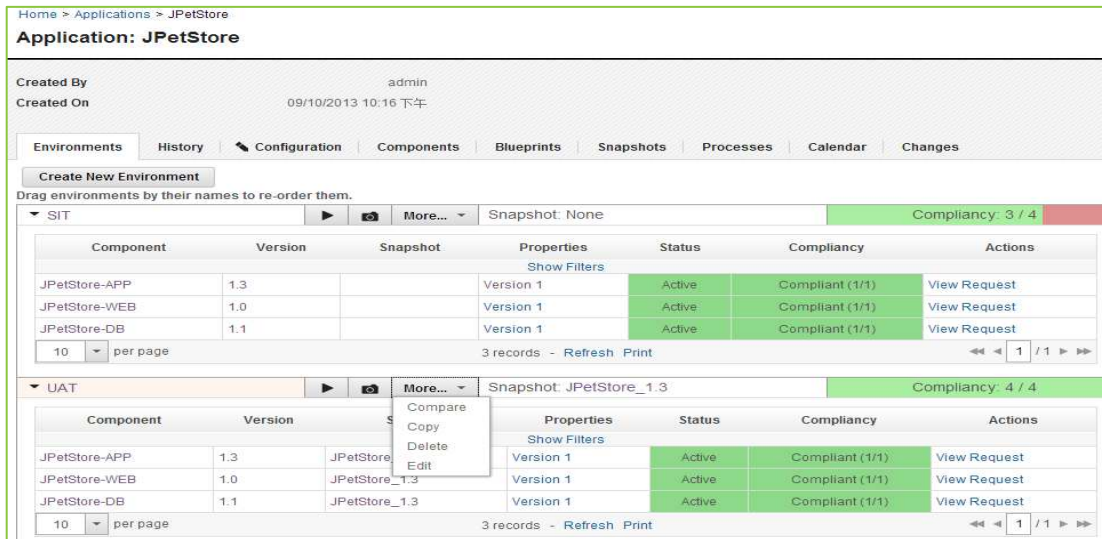 Home > Applications > JPetStore
Application: JPetStore
Created By admin
Created On 09/10/2013 10:16 下午
Environments History Configuration Components Blueprints Snapshots Processes Calendar Changes
Create New Environment
Drag environments by their names to re-order them.
SIT More... Snapshot: None Compliancy: 3 / 4
Component Version Snapshot Properties Status Compliancy Actions
Show Filters
JPetStore-APP 1.3 Version 1 Active Compliant (1/1) View Request
JPetStore-WEB 1.0 Version 1 Active Compliant (1/1) View Request
JPetStore-DB 1.1 Version 1 Active Compliant (1/1) View Request
10 per page 3 records - Refresh Print 1 / 1
UAT More... Snapshot: JPetStore_1.3 Compliancy: 4 / 4
Compare
Copy
Delete
Edit
Component Version S Properties Status Compliancy Actions
Show Filters
JPetStore-APP 1.3 JPetStore_ Version 1 Active Compliant (1/1) View Request
JPetStore-WEB 1.0 JPetStore_1.3 Version 1 Active Compliant (1/1) View Request
JPetStore-DB 1.1 JPetStore_1.3 Version 1 Active Compliant (1/1) View Request
10 per page 3 records - Refresh Print 1 / 1